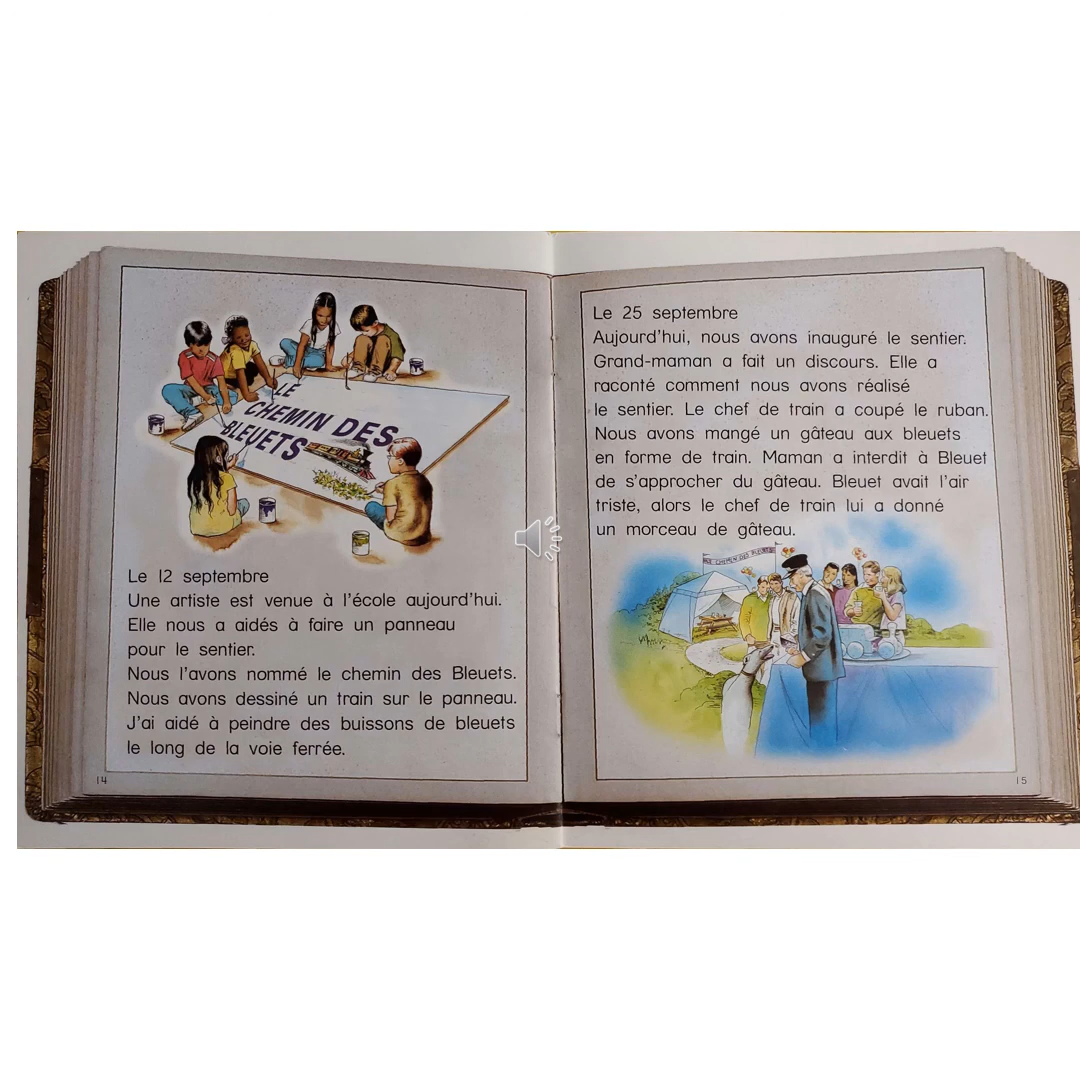 LE
CHEMIN DES
BLEUETS
Le 12 septembre
Une artiste est venue à l'école aujourd'hui.
Elle nous a aidés à faire un panneau
pour le sentier.
Nous l'avons nommé le chemin des Bleuets.
Nous avons dessiné un train sur le panneau.
J'ai aidé à peindre des buissons de bleuets
le long de la voie ferrée.
14
Le 25 septembre
Aujourd'hui, nous avons inauguré le sentier.
Grand-maman a fait un discours. Elle a
raconté comment nous avons réalisé
le sentier. Le chef de train a coupé le ruban.
Nous avons mangé un gâteau aux bleuets
en forme de train. Maman a interdit à Bleuet
de s'approcher du gâteau. Bleuet avait l'air
triste, alors le chef de train lui a donné
un morceau de gâteau.
CHEMIN DES BLEUETS
15